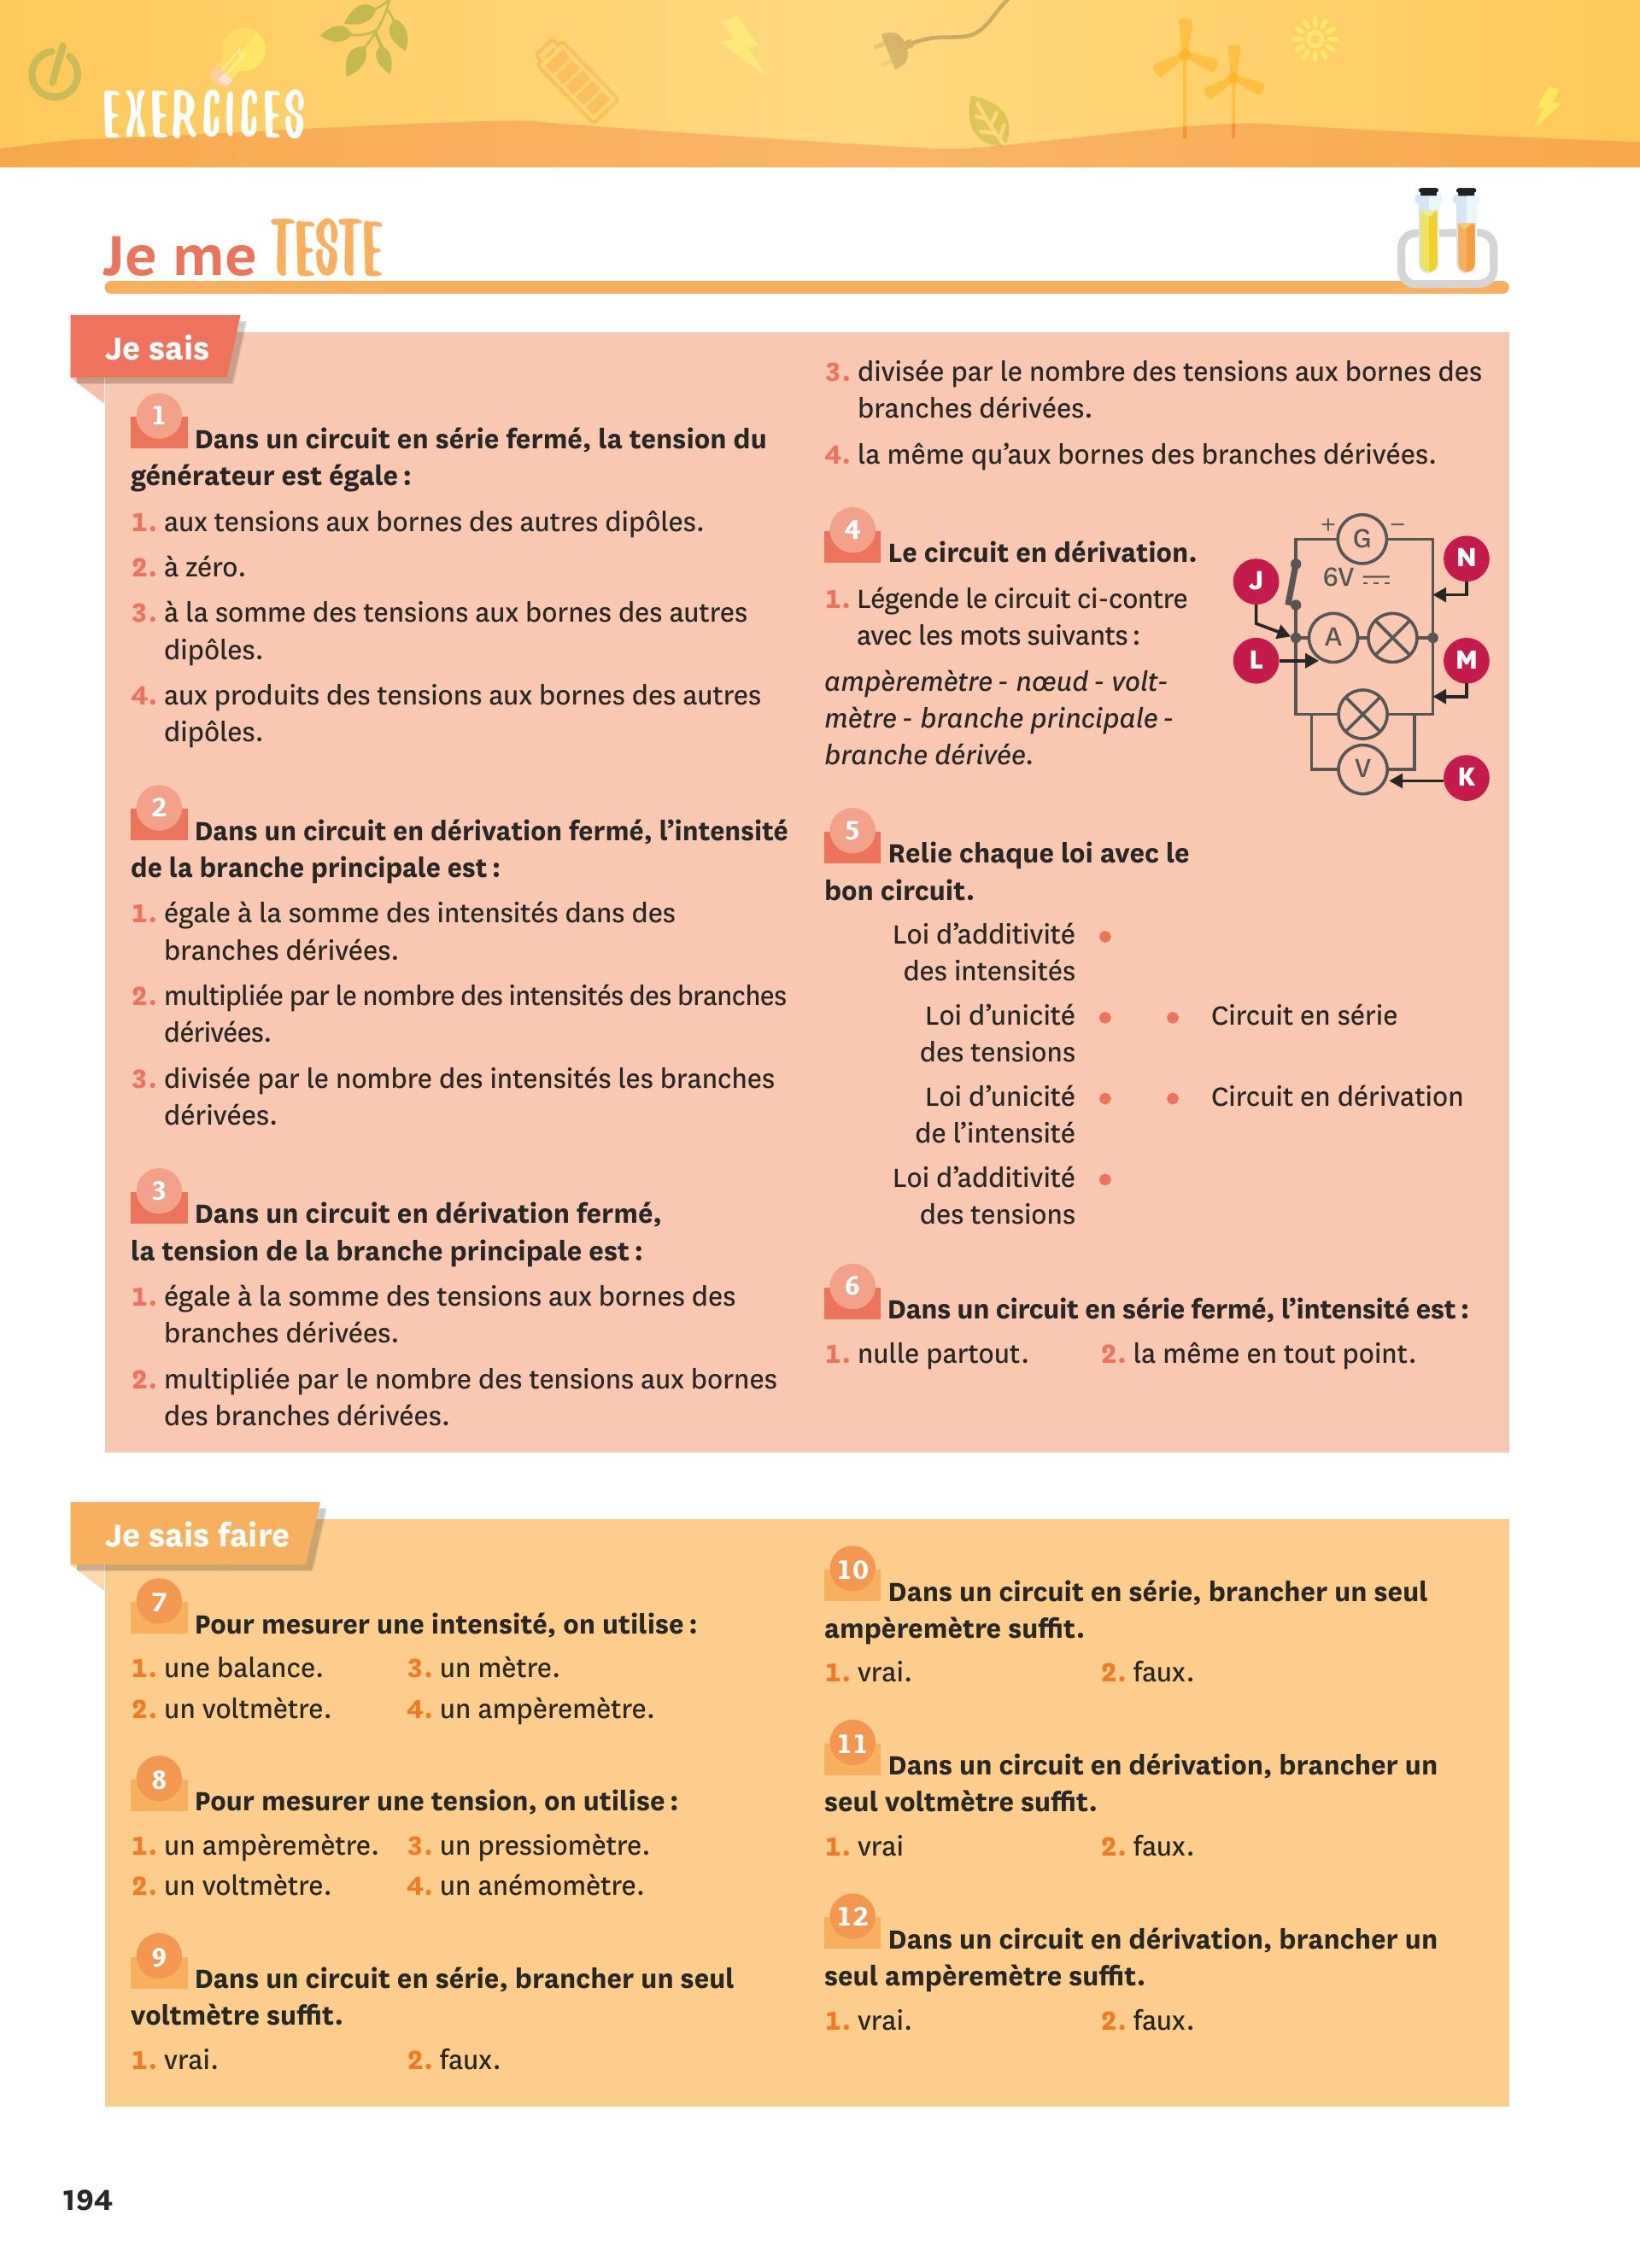 EXERCICES
Je me TESTE
Je sais
1 Dans un circuit en série fermé, la tension du
générateur est égale :
1. aux tensions aux bornes des autres dipôles.
2. à zéro.
3. à la somme des tensions aux bornes des autres
dipôles.
4. aux produits des tensions aux bornes des autres
dipôles.
2 Dans un circuit en dérivation fermé, l'intensité
de la branche principale est :
1. égale à la somme des intensités dans des
branches dérivées.
2. multipliée par le nombre des intensités des branches
dérivées.
3. divisée par le nombre des intensités les branches
dérivées.
3 Dans un circuit en dérivation fermé,
la tension de la branche principale est :
1. égale à la somme des tensions aux bornes des
branches dérivées.
2. multipliée par le nombre des tensions aux bornes
des branches dérivées.
3. divisée par le nombre des tensions aux bornes des
branches dérivées.
4. la même qu'aux bornes des branches dérivées.
4 Le circuit en dérivation.
1. Légende le circuit ci-contre
avec les mots suivants :
ampèremètre - nœud - volt-
mètre - branche principale -
branche dérivée.
+ G −
6V
J
N
A
L
M
V
K
5 Relie chaque loi avec le
bon circuit.
Loi d'additivité •
des intensités
Loi d'unicité • • Circuit en série
des tensions
Loi d'unicité • • Circuit en dérivation
de l'intensité
Loi d'additivité •
des tensions
6 Dans un circuit en série fermé, l'intensité est :
1. nulle partout. 2. la même en tout point.
Je sais faire
7 Pour mesurer une intensité, on utilise :
1. une balance. 3. un mètre.
2. un voltmètre. 4. un ampèremètre.
8 Pour mesurer une tension, on utilise :
1. un ampèremètre. 3. un pressiomètre.
2. un voltmètre. 4. un anémomètre.
9 Dans un circuit en série, brancher un seul
voltmètre suffit.
1. vrai. 2. faux.
10 Dans un circuit en série, brancher un seul
ampèremètre suffit.
1. vrai. 2. faux.
11 Dans un circuit en dérivation, brancher un
seul voltmètre suffit.
1. vrai 2. faux.
12 Dans un circuit en dérivation, brancher un
seul ampèremètre suffit.
1. vrai. 2. faux.
194